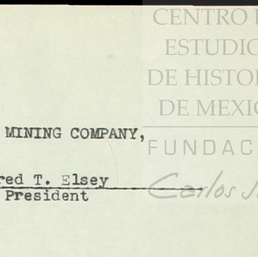 CENTRO
ESTUDIO
DE HISTOR
DE MEXIC
MINING COMPANY,
FUNDAC
red T. Elsey
President
Carlos